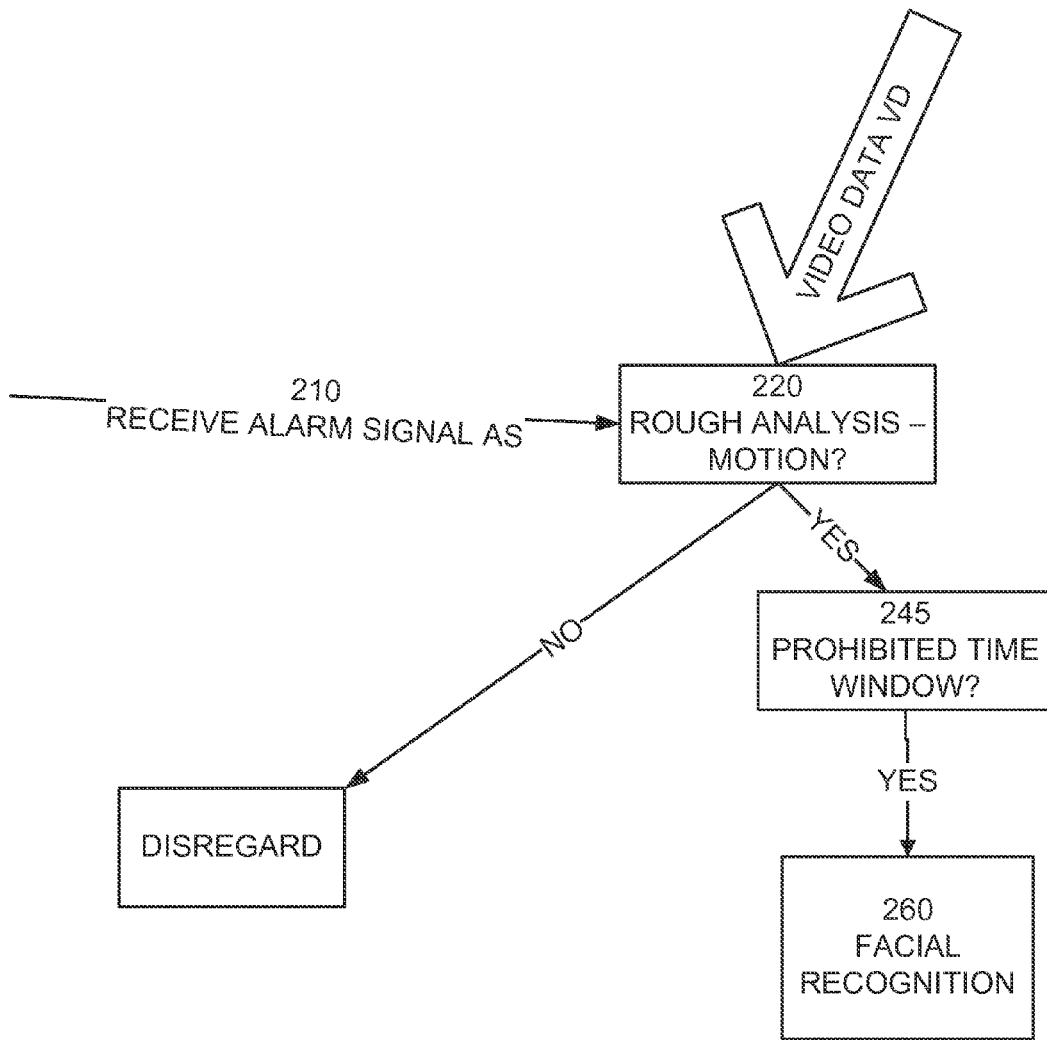 VIDEO DATA VD
210
RECEIVE ALARM SIGNAL AS
220
ROUGH ANALYSIS –
MOTION?
YES
NO
245
PROHIBITED TIME
WINDOW?
YES
DISREGARD
260
FACIAL
RECOGNITION